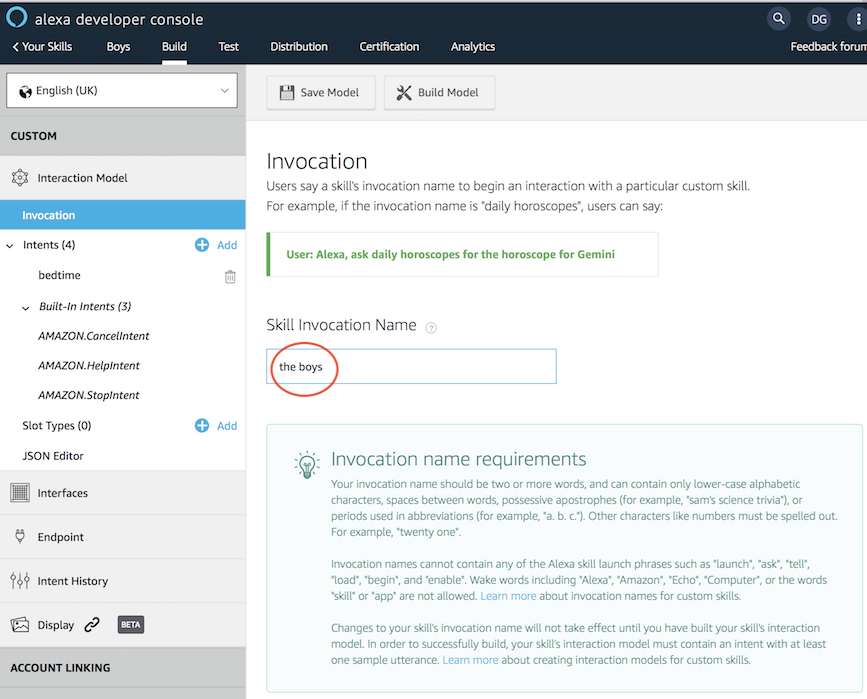 alexa developer console
DG
Your Skills Boys Build Test Distribution Certification Analytics Feedback forum
English (UK)
Save Model Build Model
CUSTOM
Interaction Model
Invocation
Intents (4) Add
bedtime
Built-In Intents (3)
AMAZON.CancelIntent
AMAZON.HelpIntent
AMAZON.StopIntent
Slot Types (0) Add
JSON Editor
Interfaces
Endpoint
Intent History
Display BETA
ACCOUNT LINKING
Invocation
Users say a skill's invocation name to begin an interaction with a particular custom skill.
For example, if the invocation name is "daily horoscopes", users can say:
User: Alexa, ask daily horoscopes for the horoscope for Gemini
Skill Invocation Name ?
the boys
Invocation name requirements
Your invocation name should be two or more words, and can contain only lower-case alphabetic
characters, spaces between words, possessive apostrophes (for example, "sam's science trivia"), or
periods used in abbreviations (for example, "a. b. c."). Other characters like numbers must be spelled out.
For example, "twenty one".
Invocation names cannot contain any of the Alexa skill launch phrases such as "launch", "ask", "tell",
"load", "begin", and "enable". Wake words including "Alexa", "Amazon", "Echo", "Computer", or the words
"skill" or "app" are not allowed. Learn more about invocation names for custom skills.
Changes to your skill's invocation name will not take effect until you have built your skill's interaction
model. In order to successfully build, your skill's interaction model must contain an intent with at least
one sample utterance. Learn more about creating interaction models for custom skills.